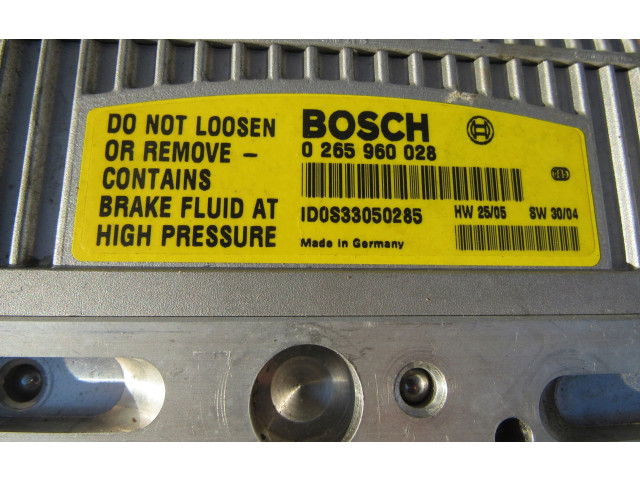 DO NOT LOOSEN
OR REMOVE –
CONTAINS
BRAKE FLUID AT
HIGH PRESSURE
BOSCH
0 265 960 028
ID0S33050285
HW 25/05 SW 30/04
Made in Germany